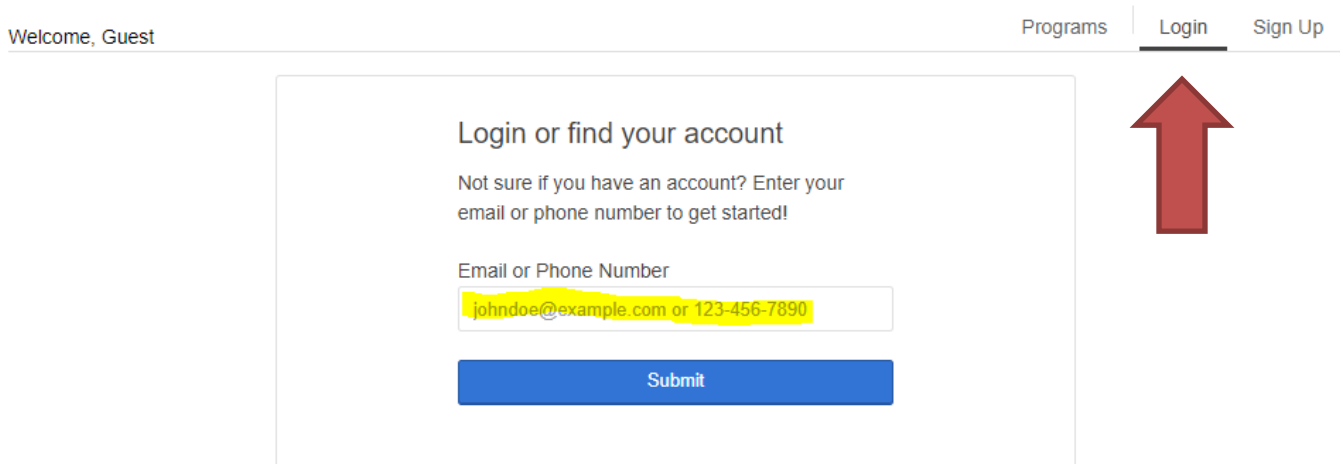 Welcome, Guest
Programs Login Sign Up
Login or find your account
Not sure if you have an account? Enter your
email or phone number to get started!
Email or Phone Number
johndoe@example.com or 123-456-7890
Submit